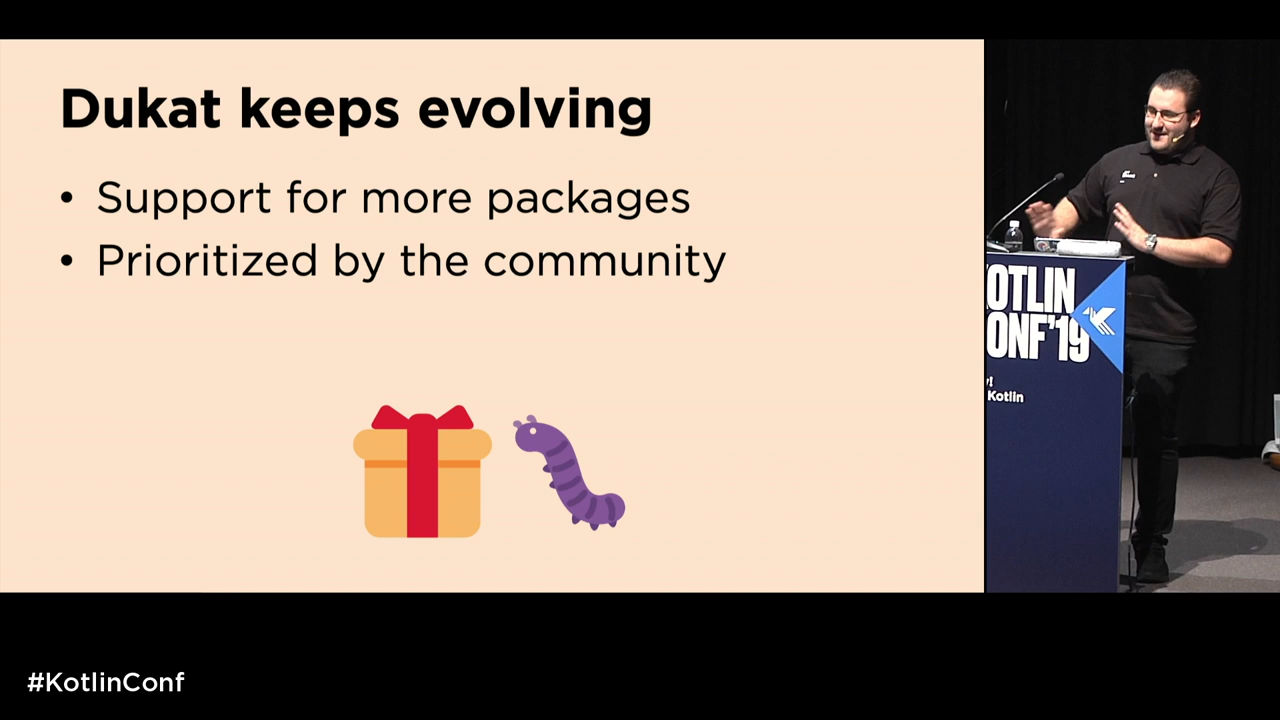 Dukat keeps evolving
• Support for more packages
• Prioritized by the community
OTLIN
ONF'19
Kotlin
#KotlinConf